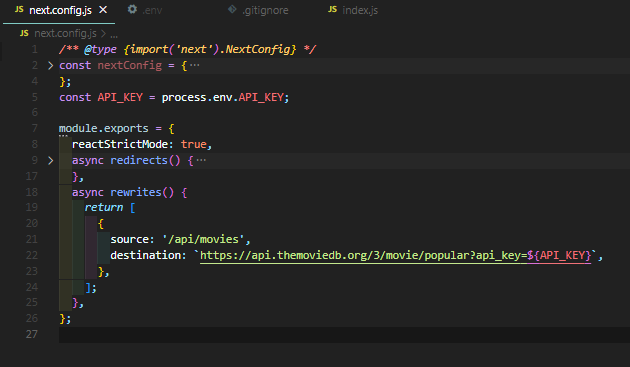 JS next.config.js X .env .gitignore JS index.js
JS next.config.js > ...
1 /** @type {import('next').NextConfig} */
2 > const nextConfig = { ...
4 };
5 const API_KEY = process.env.API_KEY;
6
7 module.exports = {
8 reactStrictMode: true,
9 > async redirects() { ...
17 },
18 async rewrites() {
19 return [
20 {
21 source: '/api/movies',
22 destination: `https://api.themoviedb.org/3/movie/popular?api_key=${API_KEY}`,
23 },
24 ];
25 },
26 };
27